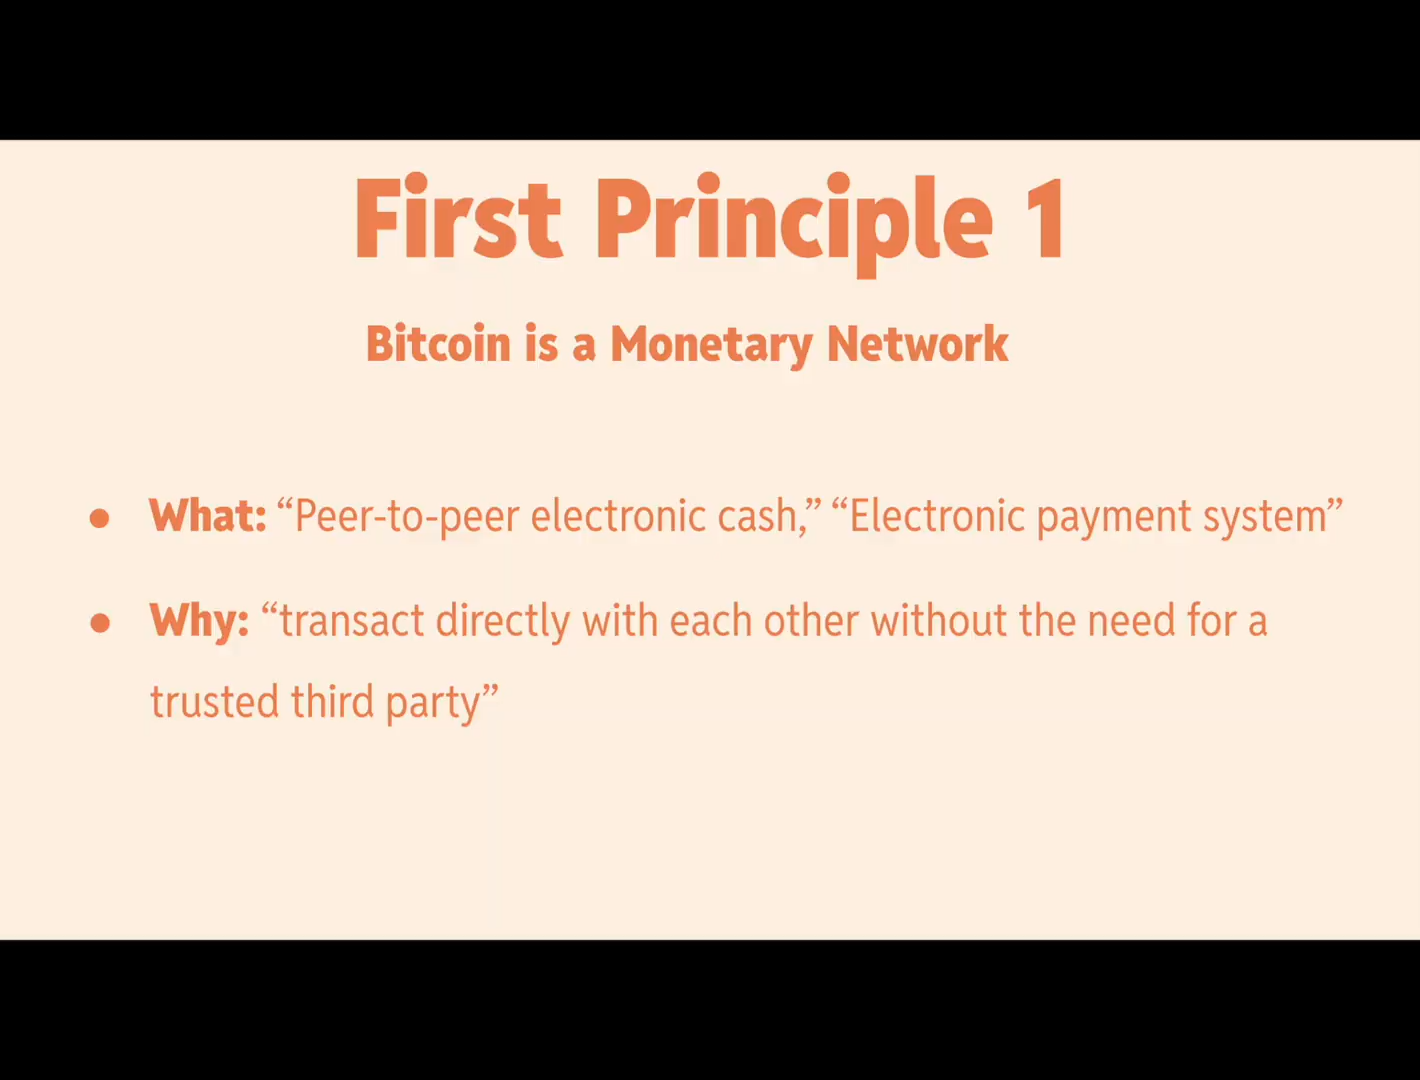 First Principle 1
Bitcoin is a Monetary Network
● What: “Peer-to-peer electronic cash,” “Electronic payment system”
● Why: “transact directly with each other without the need for a
trusted third party”